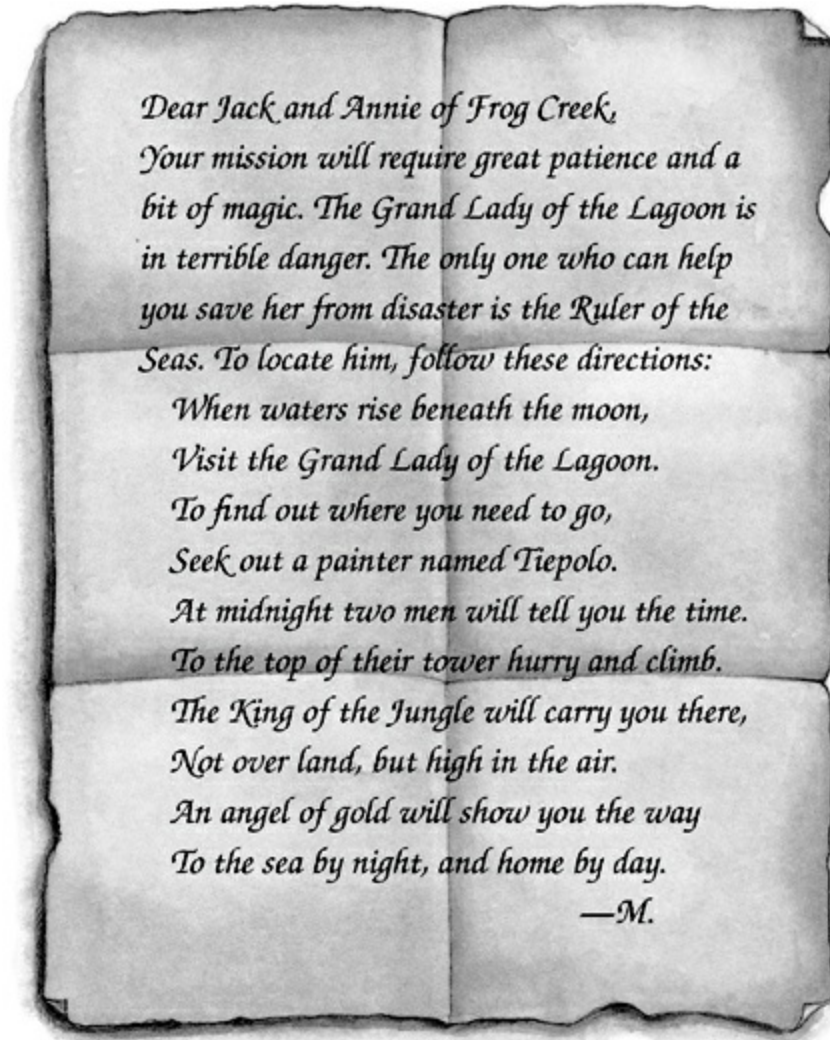 Dear Jack and Annie of Frog Creek,
Your mission will require great patience and a
bit of magic. The Grand Lady of the Lagoon is
in terrible danger. The only one who can help
you save her from disaster is the Ruler of the
Seas. To locate him, follow these directions:
When waters rise beneath the moon,
Visit the Grand Lady of the Lagoon.
To find out where you need to go,
Seek out a painter named Tiepolo.
At midnight two men will tell you the time.
To the top of their tower hurry and climb.
The King of the Jungle will carry you there,
Not over land, but high in the air.
An angel of gold will show you the way
To the sea by night, and home by day.
—M.